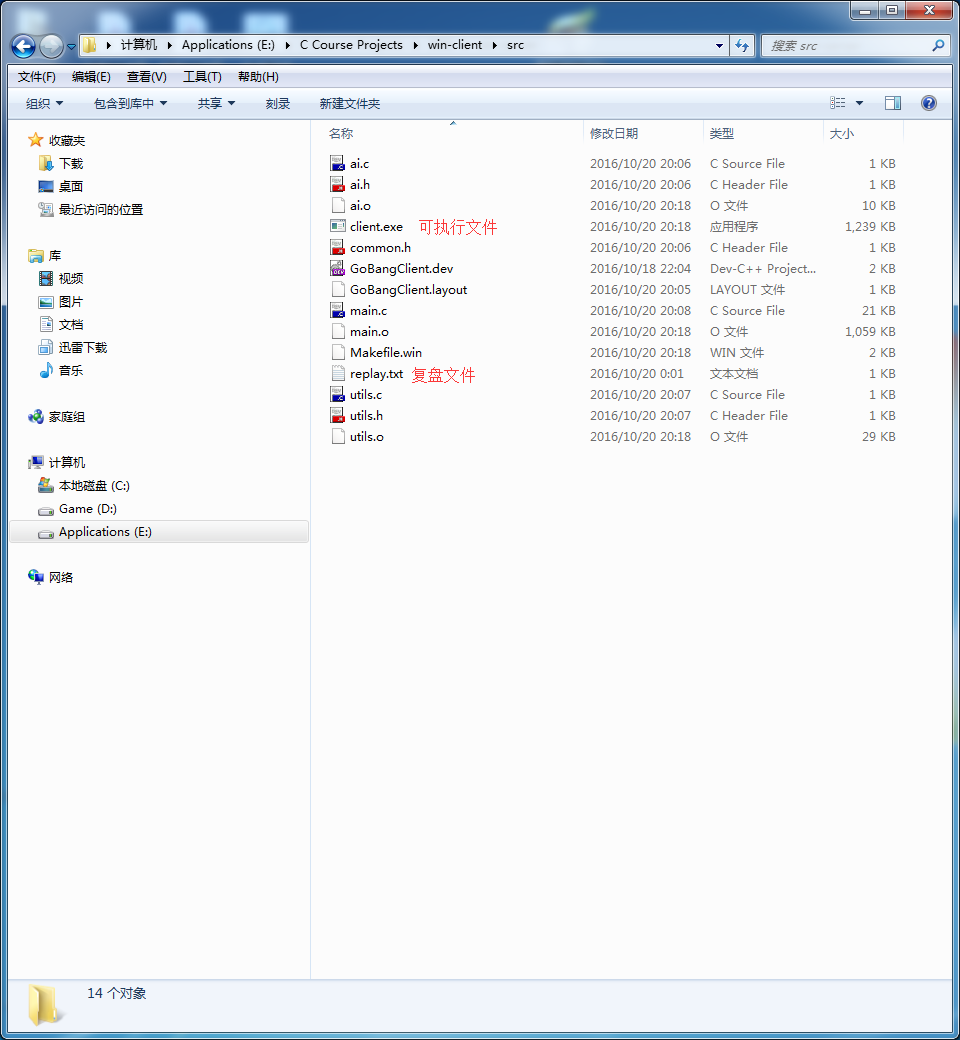 计算机 Applications (E:) C Course Projects win-client src
搜索 src
文件(F) 编辑(E) 查看(V) 工具(T) 帮助(H)
组织 包含到库中 共享 刻录 新建文件夹
收藏夹
下载
桌面
最近访问的位置
库
视频
图片
文档
迅雷下载
音乐
家庭组
计算机
本地磁盘 (C:)
Game (D:)
Applications (E:)
网络
名称 修改日期 类型 大小
ai.c 2016/10/20 20:06 C Source File 1 KB
ai.h 2016/10/20 20:06 C Header File 1 KB
ai.o 2016/10/20 20:18 O 文件 10 KB
client.exe 可执行文件 2016/10/20 20:18 应用程序 1,239 KB
common.h 2016/10/20 20:06 C Header File 1 KB
GoBangClient.dev 2016/10/18 22:04 Dev-C++ Project... 2 KB
GoBangClient.layout 2016/10/20 20:05 LAYOUT 文件 1 KB
main.c 2016/10/20 20:08 C Source File 21 KB
main.o 2016/10/20 20:18 O 文件 1,059 KB
Makefile.win 2016/10/20 20:18 WIN 文件 2 KB
replay.txt 复盘文件 2016/10/20 0:01 文本文档 1 KB
utils.c 2016/10/20 20:07 C Source File 1 KB
utils.h 2016/10/20 20:07 C Header File 1 KB
utils.o 2016/10/20 20:18 O 文件 29 KB
14 个对象